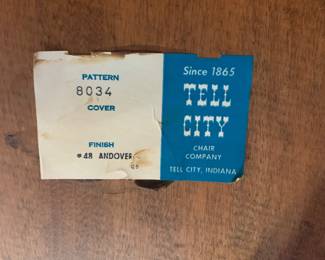 PATTERN
8034
COVER
FINISH
#48 ANDOVER
Since 1865
TELL
CITY
CHAIR
COMPANY
TELL CITY, INDIANA